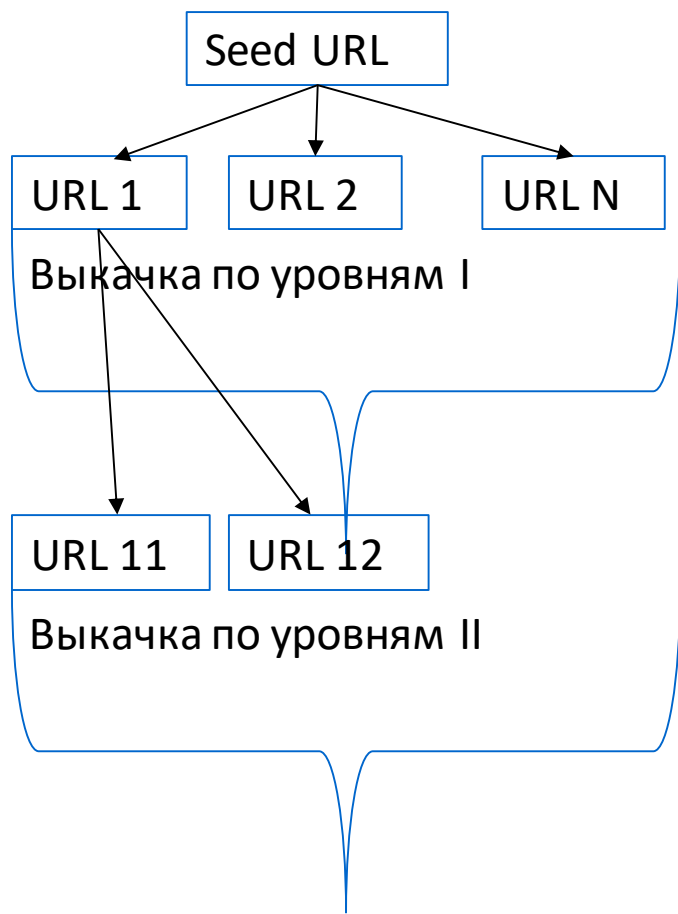 Seed URL
URL 1
URL 2
URL N
Выкачка по уровням I
URL 11
URL 12
Выкачка по уровням II